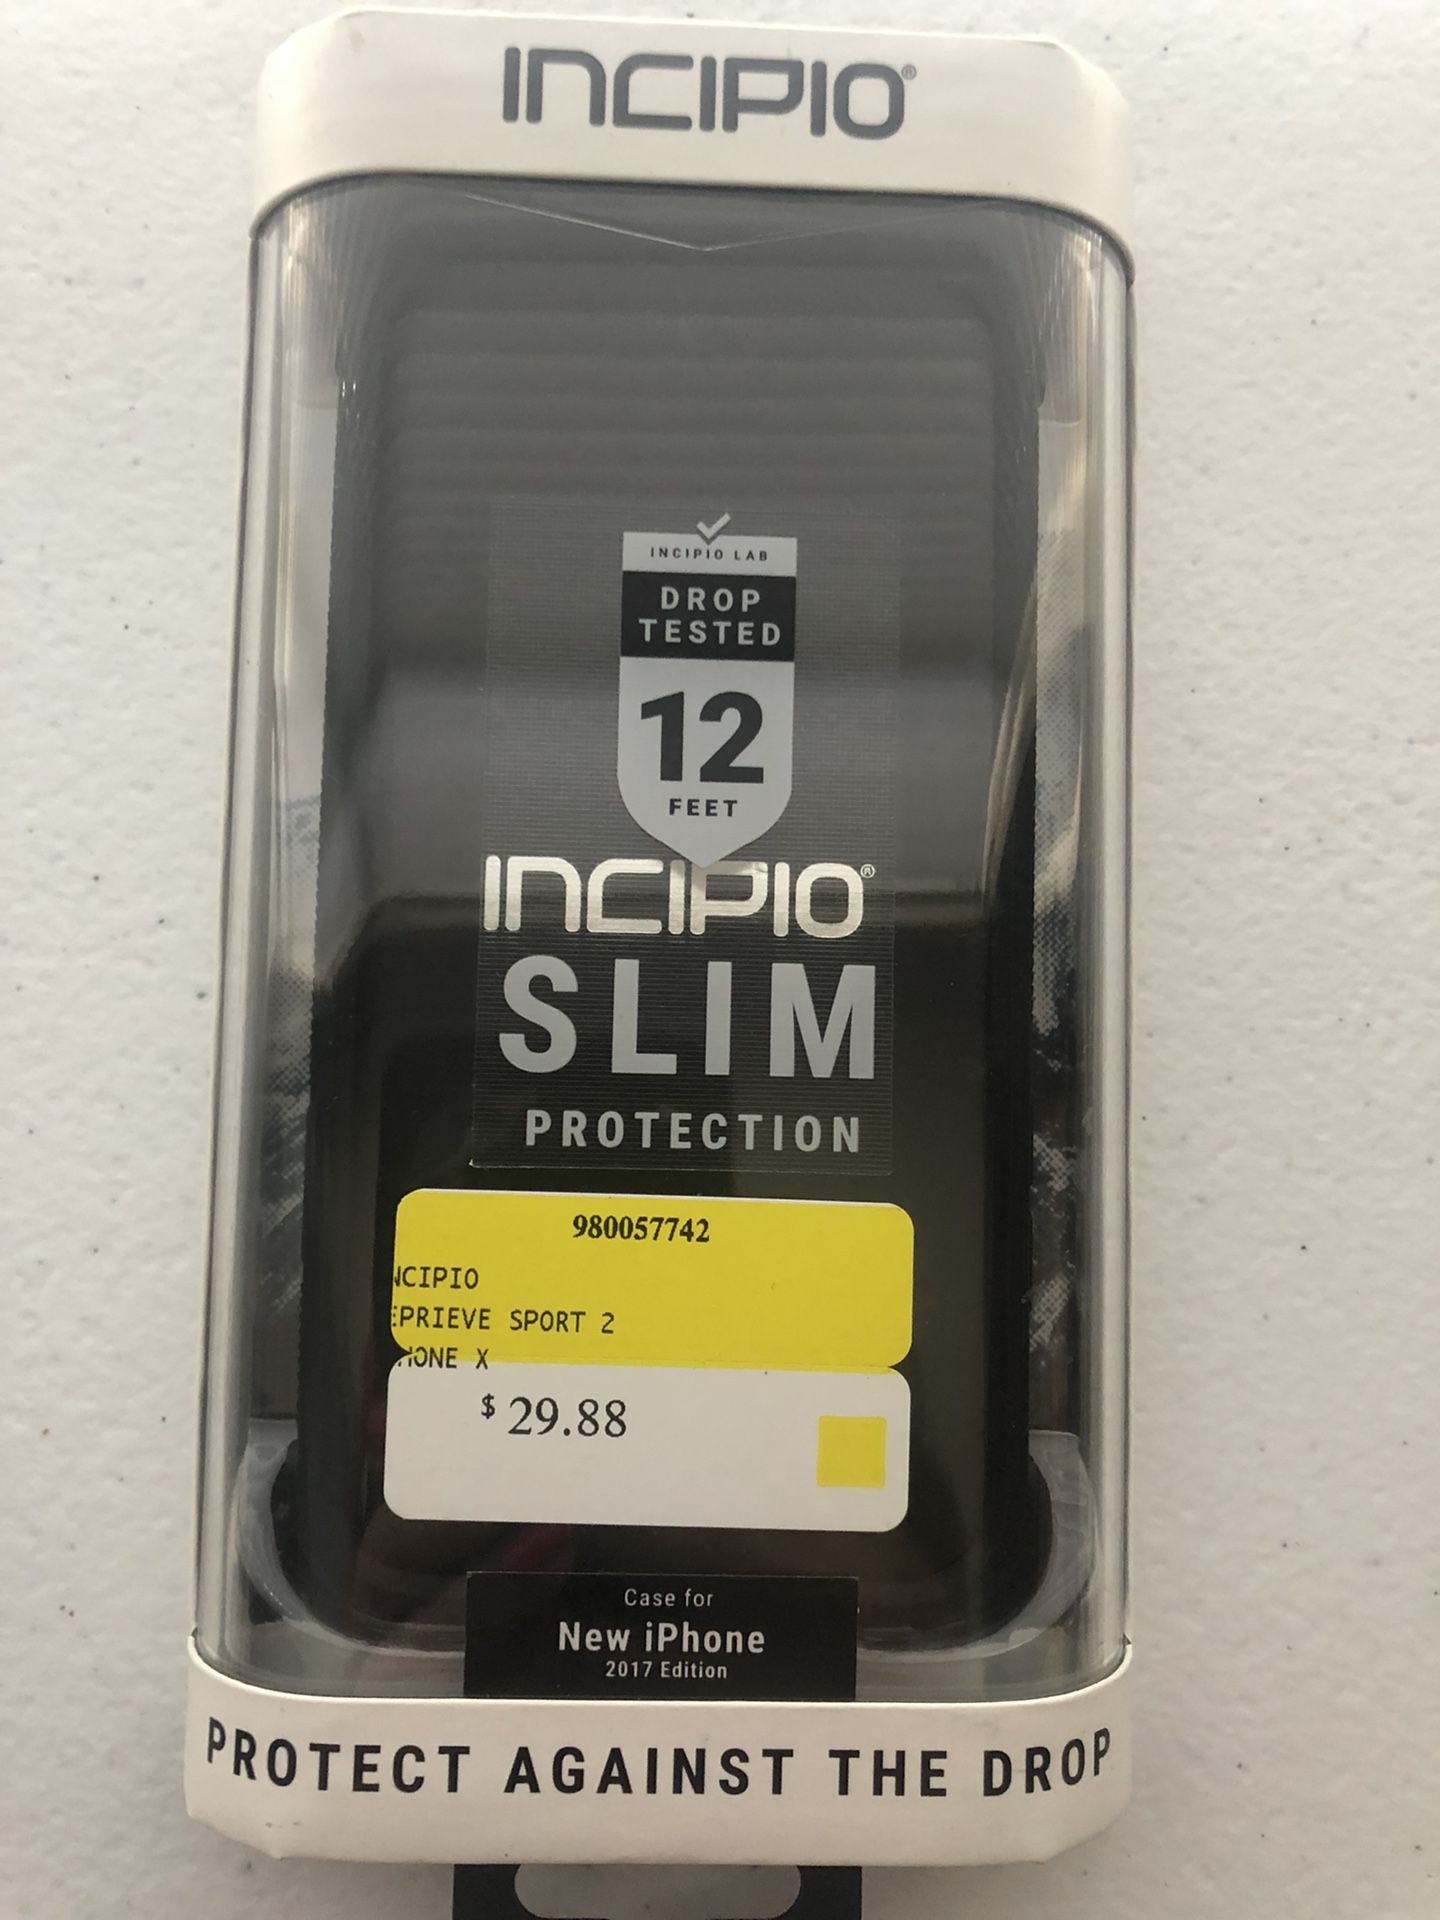 INCIPIO®
INCIPIO LAB
DROP
TESTED
12
FEET
INCIPIO®
SLIM
PROTECTION
980057742
NCIPIO
EPRIEVE SPORT 2
HONE X
$ 29.88
Case for
New iPhone
2017 Edition
PROTECT AGAINST THE DROP